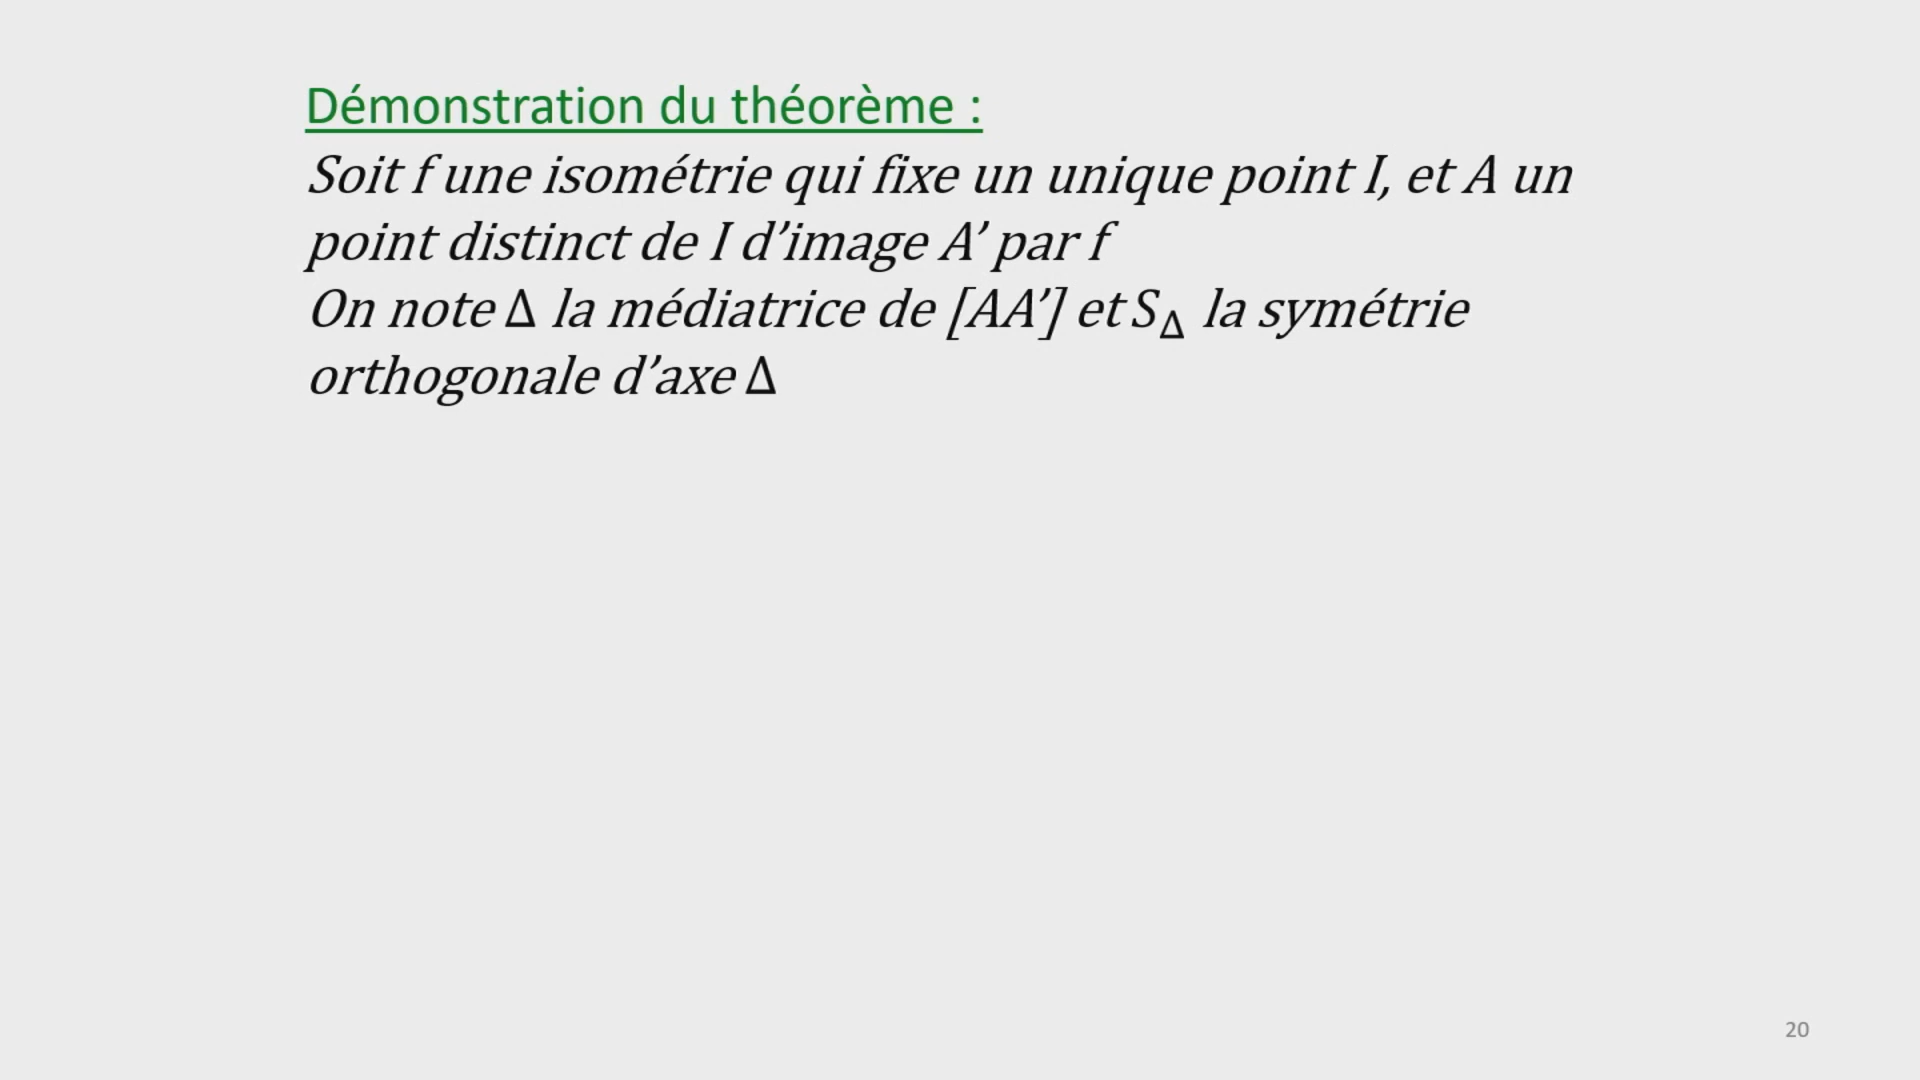 Démonstration du théorème :
Soit f une isométrie qui fixe un unique point I, et A un
point distinct de I d’image A’ par f
On note Δ la médiatrice de [AA’] et S_Δ la symétrie
orthogonale d’axe Δ
20